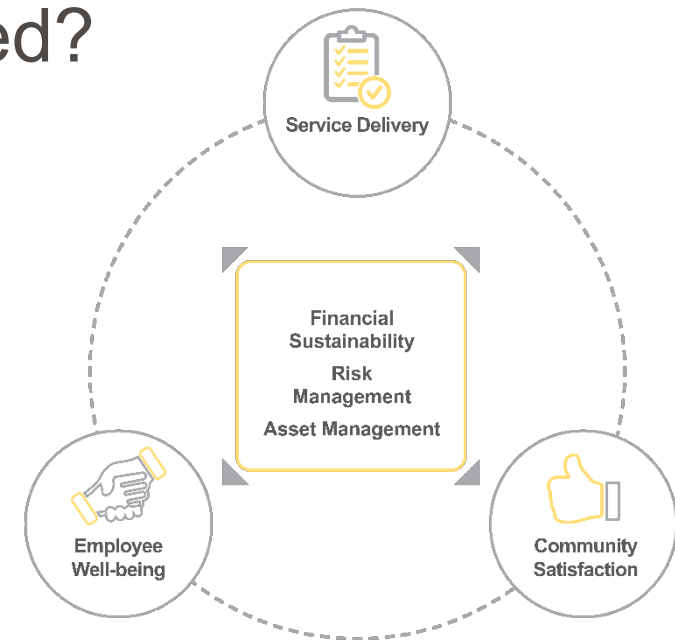 ed?
Service Delivery
Financial
Sustainability
Risk
Management
Asset Management
Employee
Well-being
Community
Satisfaction